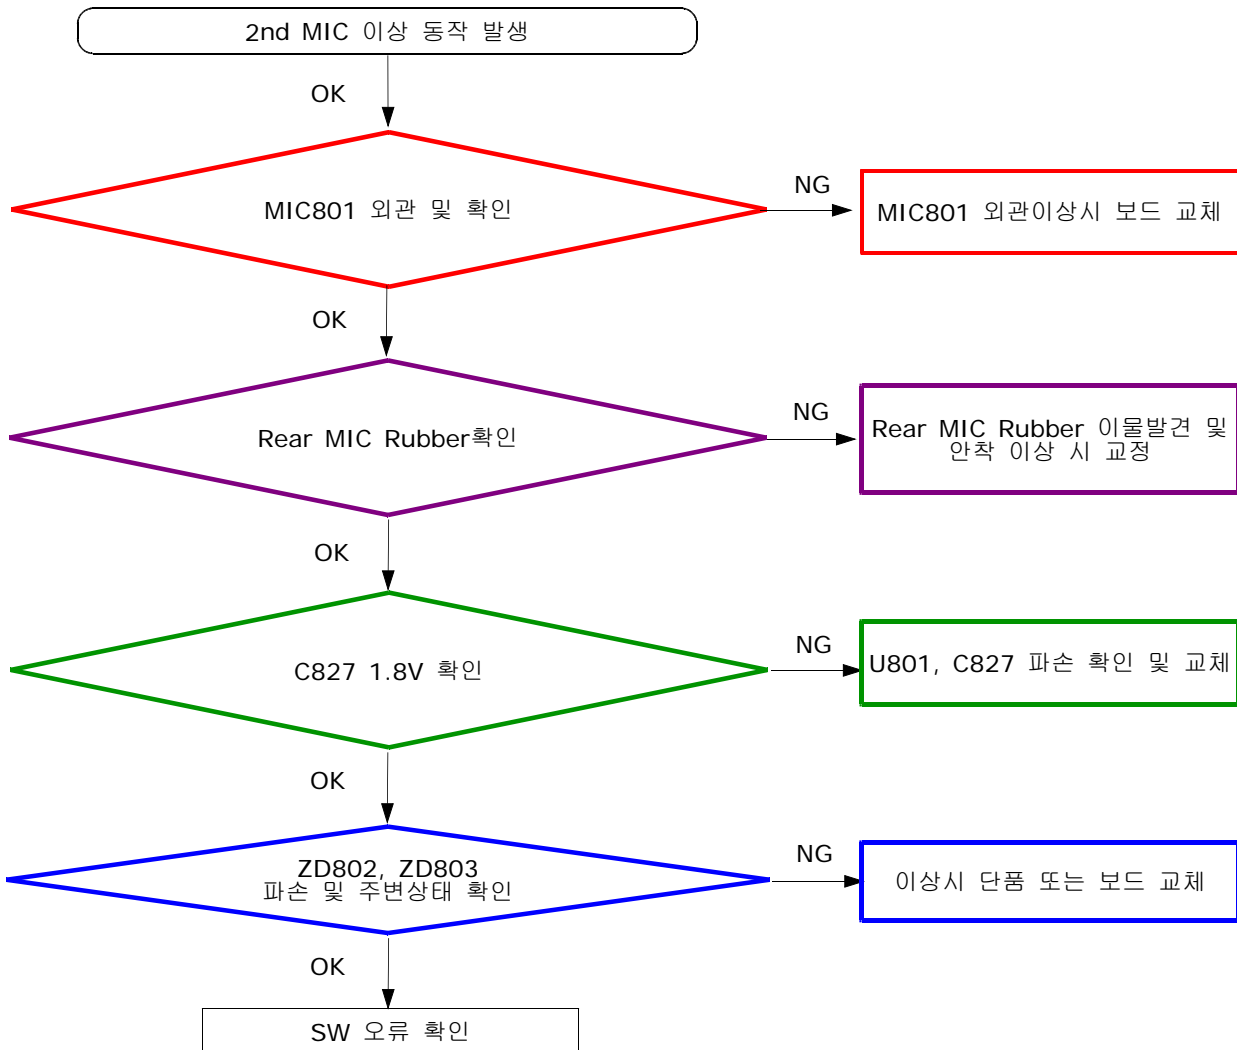 2nd MIC 이상 동작 발생
OK
MIC801 외관 및 확인
NG
MIC801 외관이상시 보드 교체
OK
Rear MIC Rubber확인
NG
Rear MIC Rubber 이물발견 및
안착 이상 시 교정
OK
C827 1.8V 확인
NG
U801, C827 파손 확인 및 교체
OK
ZD802, ZD803
파손 및 주변상태 확인
NG
이상시 단품 또는 보드 교체
OK
SW 오류 확인